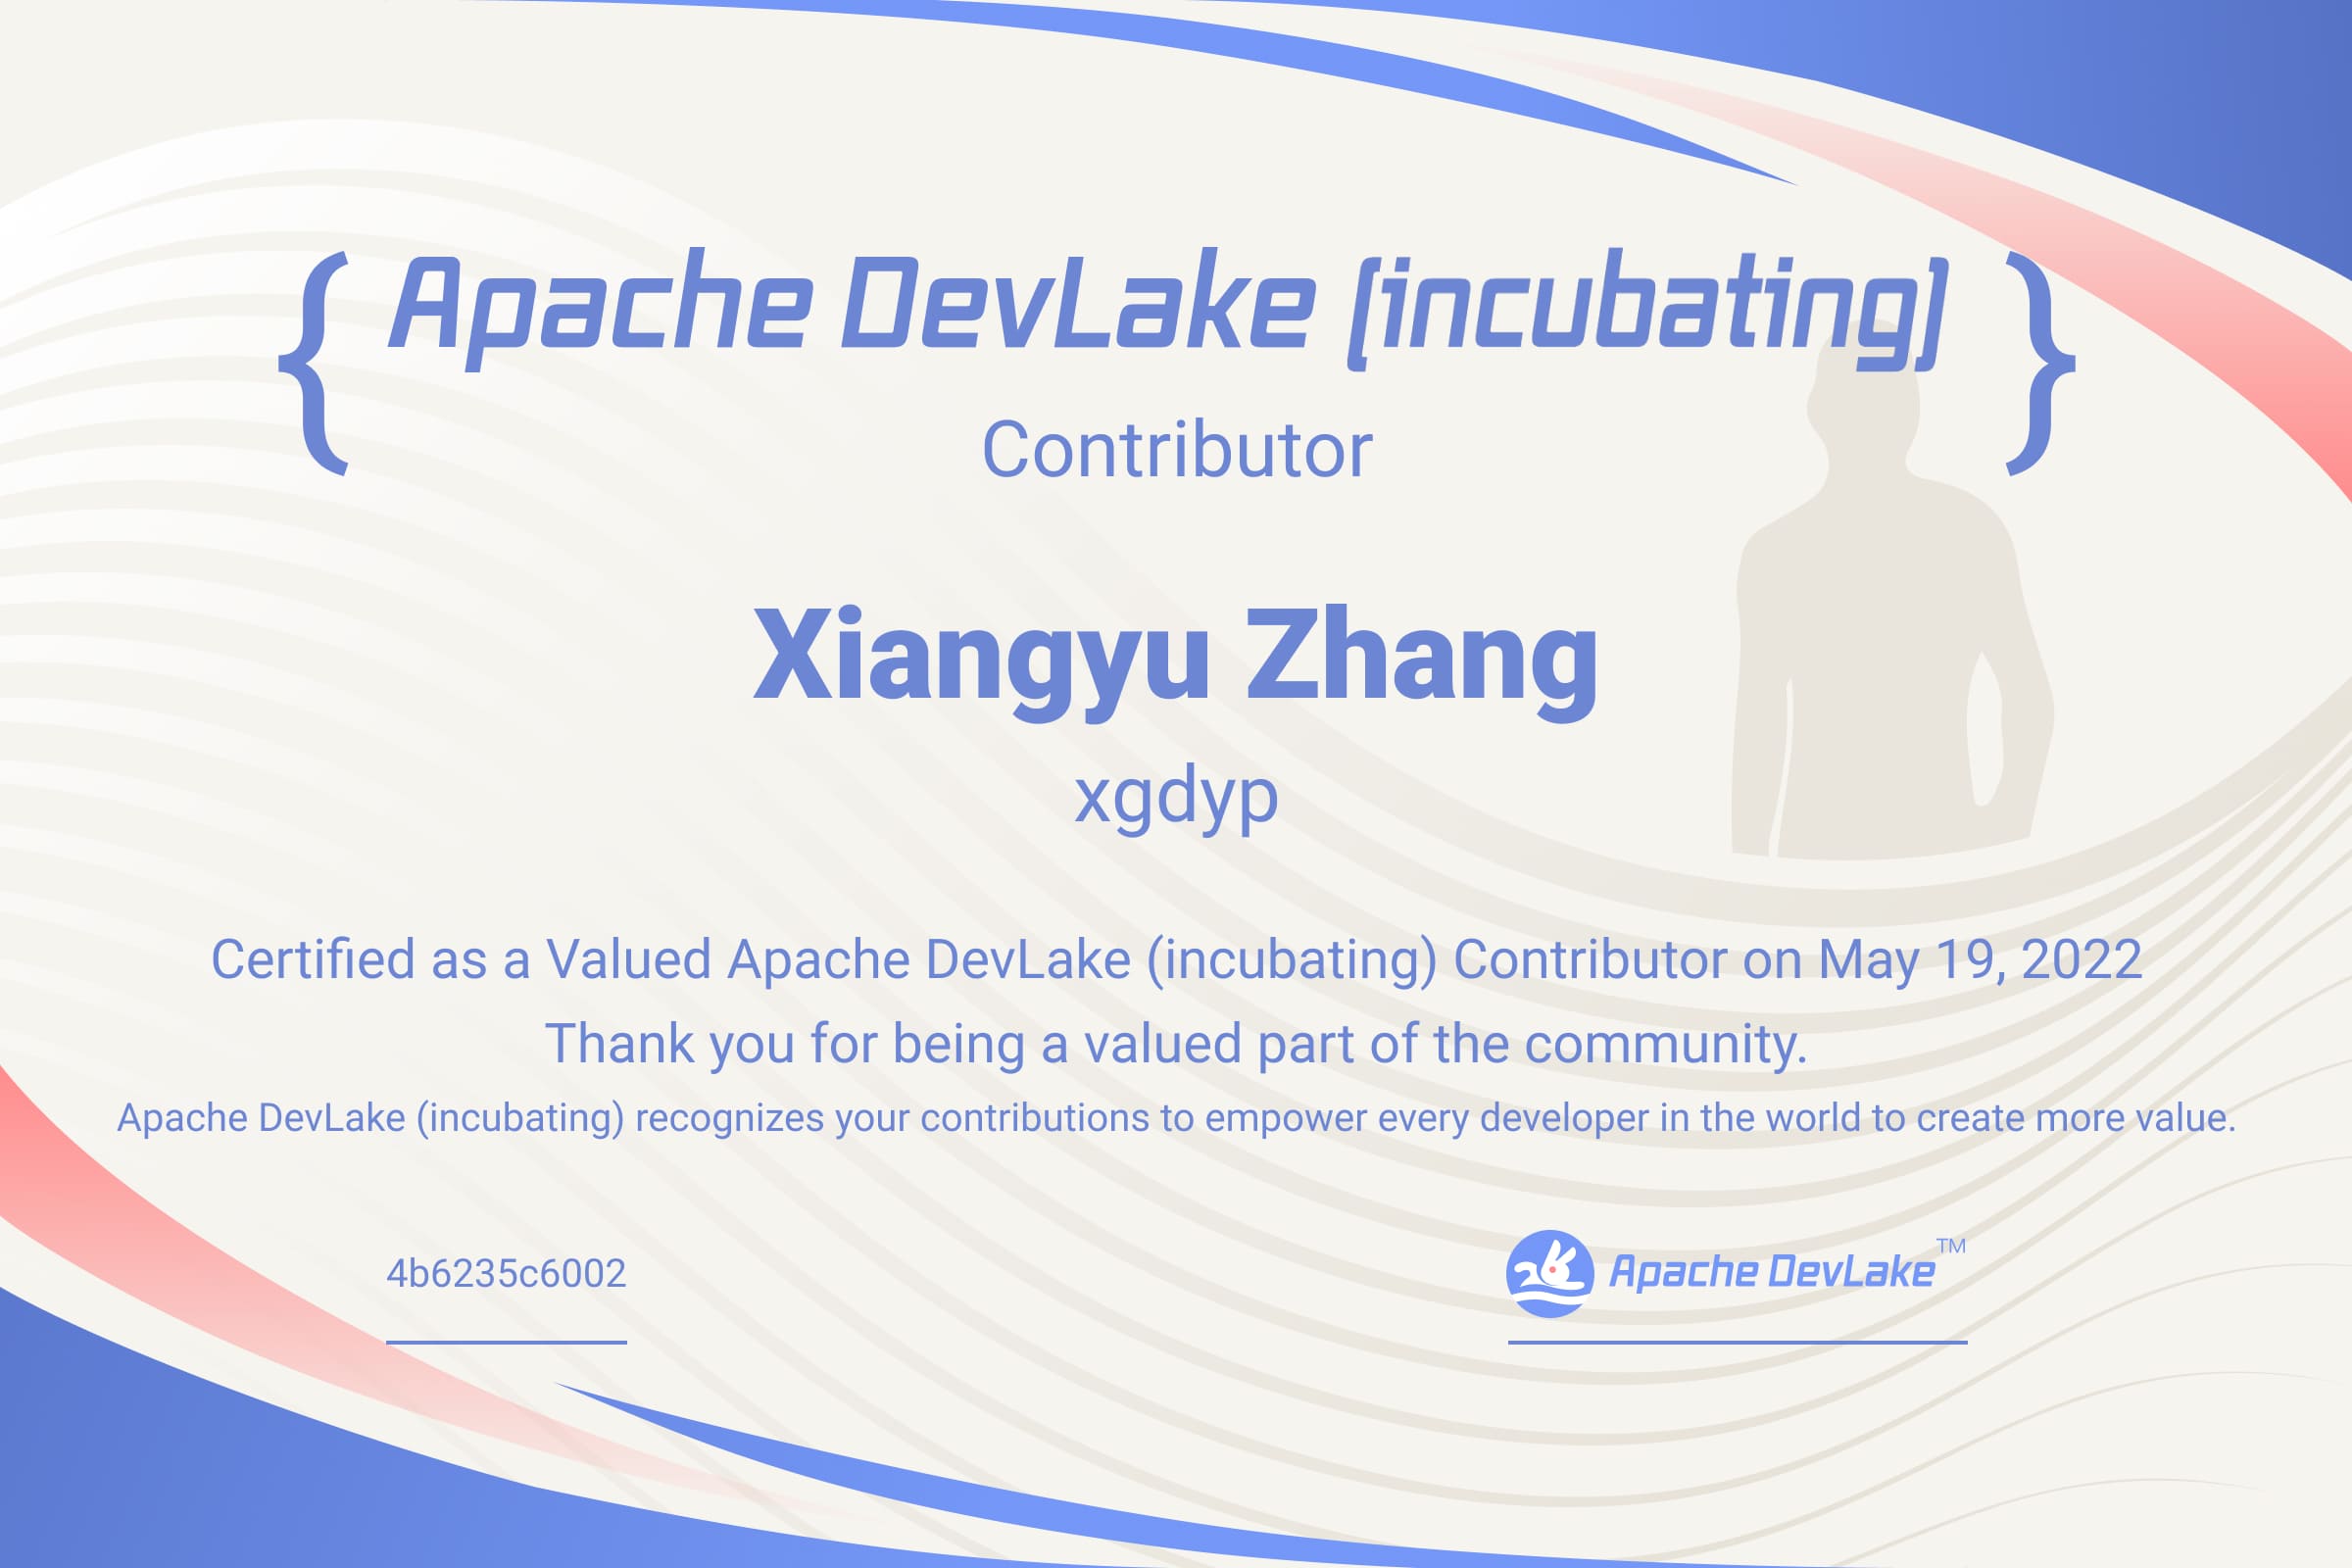 { Apache DevLake (incubating) }
Contributor
Xiangyu Zhang
xgdyp
Certified as a Valued Apache DevLake (incubating) Contributor on May 19, 2022
Thank you for being a valued part of the community.
Apache DevLake (incubating) recognizes your contributions to empower every developer in the world to create more value.
4b6235c6002
Apache DevLake™